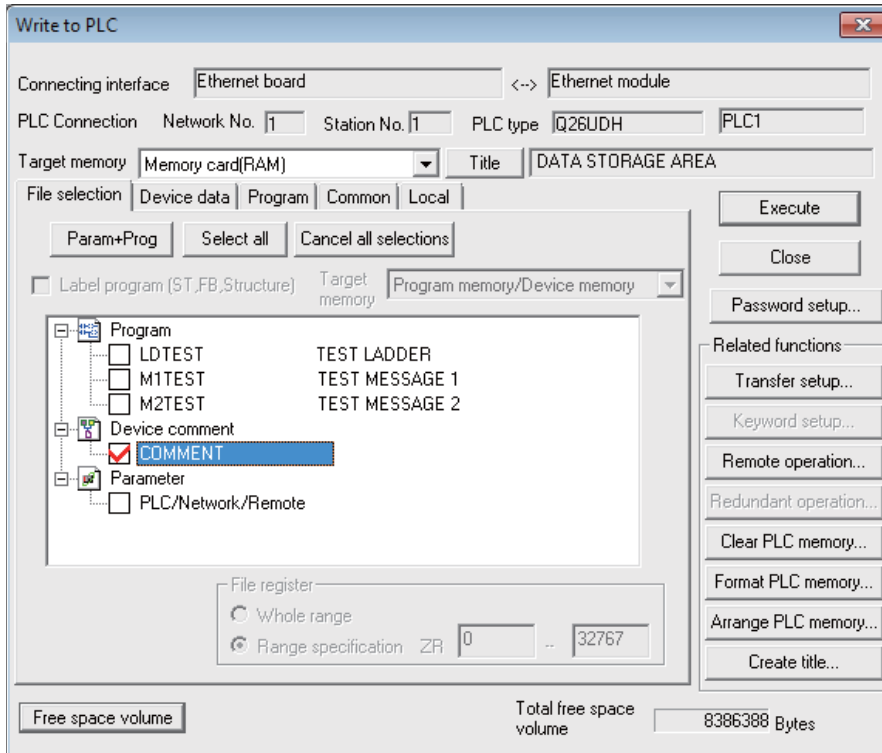 Write to PLC
Connecting interface Ethernet board <--> Ethernet module
PLC Connection Network No. 1 Station No. 1 PLC type Q26UDH PLC1
Target memory Memory card(RAM) Title DATA STORAGE AREA
File selection Device data Program Common Local
Execute
Param+Prog Select all Cancel all selections
Close
Label program (ST,FB,Structure) Target memory Program memory/Device memory
Password setup...
Program
LDTEST TEST LADDER
M1TEST TEST MESSAGE 1
M2TEST TEST MESSAGE 2
Device comment
COMMENT
Parameter
PLC/Network/Remote
Related functions
Transfer setup...
Keyword setup...
Remote operation...
Redundant operation...
Clear PLC memory...
Format PLC memory...
Arrange PLC memory...
Create title...
File register
Whole range
Range specification ZR 0 .. 32767
Free space volume
Total free space volume 8386388 Bytes